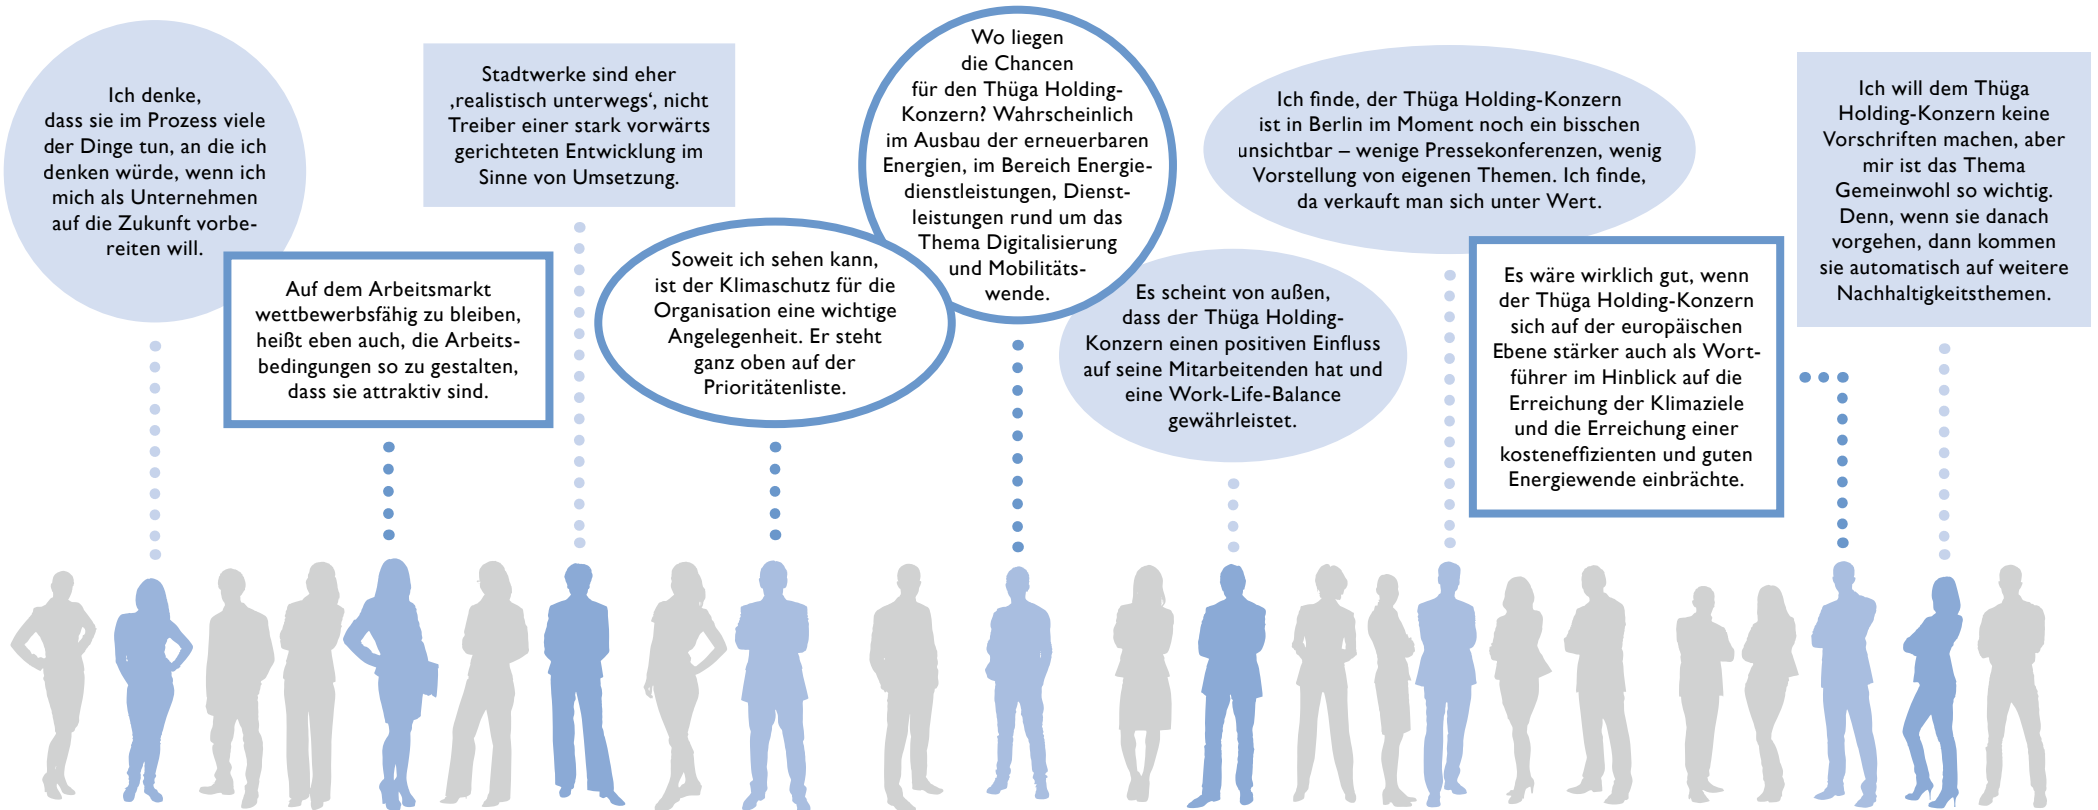 Ich denke,
dass sie im Prozess viele
der Dinge tun, an die ich
denken würde, wenn ich
mich als Unternehmen
auf die Zukunft vorbe-
reiten will.
Auf dem Arbeitsmarkt
wettbewerbsfähig zu bleiben,
heißt eben auch, die Arbeits-
bedingungen so zu gestalten,
dass sie attraktiv sind.
Stadtwerke sind eher
‚realistisch unterwegs‘, nicht
Treiber einer stark vorwärts
gerichteten Entwicklung im
Sinne von Umsetzung.
Soweit ich sehen kann,
ist der Klimaschutz für die
Organisation eine wichtige
Angelegenheit. Er steht
ganz oben auf der
Prioritätenliste.
Wo liegen
die Chancen
für den Thüga Holding-
Konzern? Wahrscheinlich
im Ausbau der erneuerbaren
Energien, im Bereich Energie-
dienstleistungen, Dienst-
leistungen rund um das
Thema Digitalisierung
und Mobilitäts-
wende.
Es scheint von außen,
dass der Thüga Holding-
Konzern einen positiven Einfluss
auf seine Mitarbeitenden hat und
eine Work-Life-Balance
gewährleistet.
Ich finde, der Thüga Holding-Konzern
ist in Berlin im Moment noch ein bisschen
unsichtbar – wenige Pressekonferenzen, wenig
Vorstellung von eigenen Themen. Ich finde,
da verkauft man sich unter Wert.
Es wäre wirklich gut, wenn
der Thüga Holding-Konzern
sich auf der europäischen
Ebene stärker auch als Wort-
führer im Hinblick auf die
Erreichung der Klimaziele
und die Erreichung einer
kosteneffizienten und guten
Energiewende einbrächte.
Ich will dem Thüga
Holding-Konzern keine
Vorschriften machen, aber
mir ist das Thema
Gemeinwohl so wichtig.
Denn, wenn sie danach
vorgehen, dann kommen
sie automatisch auf weitere
Nachhaltigkeitsthemen.